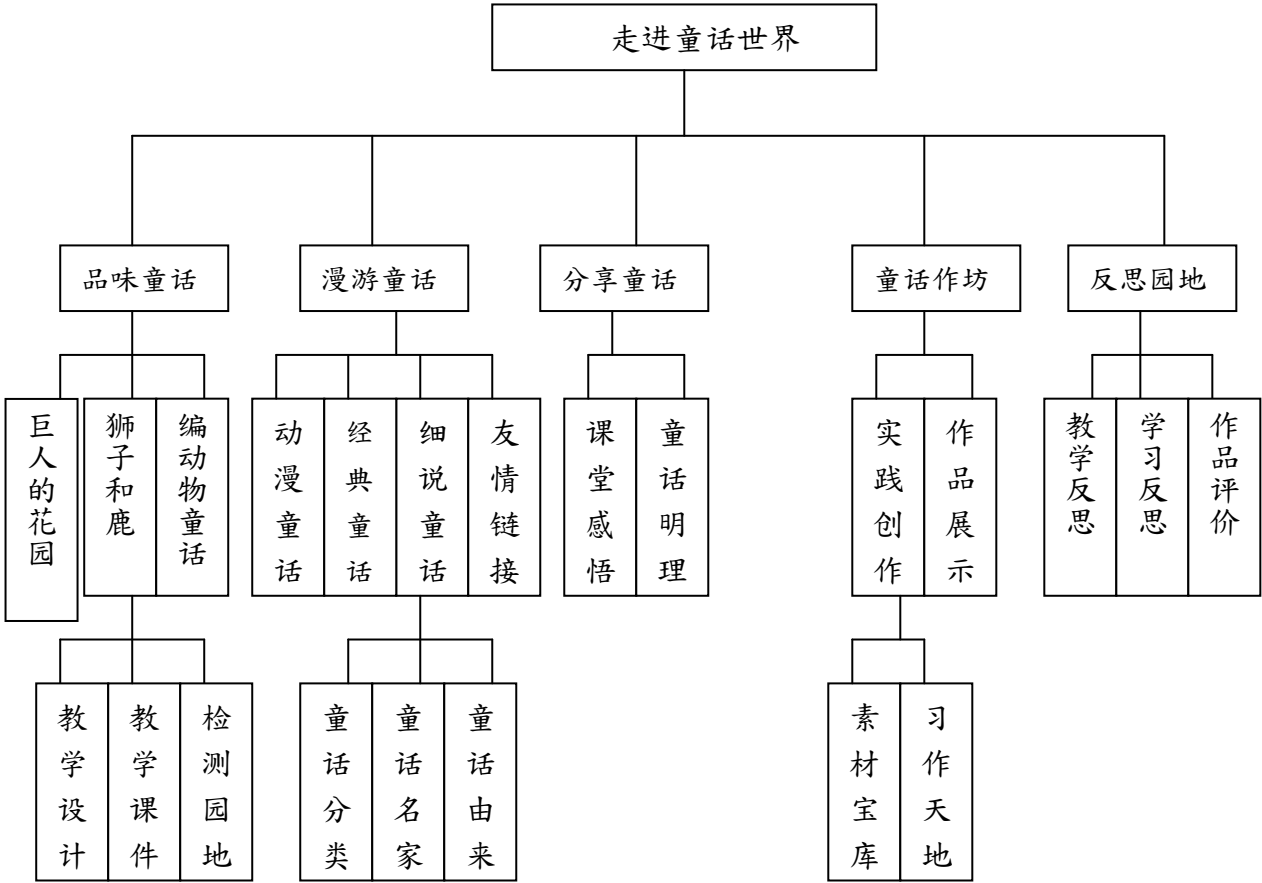 走进童话世界
品味童话
漫游童话
分享童话
童话作坊
反思园地
巨人的花园
狮子和鹿
编动物童话
动漫童话
经典童话
细说童话
友情链接
课堂感悟
童话明理
实践创作
作品展示
教学反思
学习反思
作品评价
教学设计
教学课件
检测园地
童话分类
童话名家
童话由来
素材宝库
习作天地